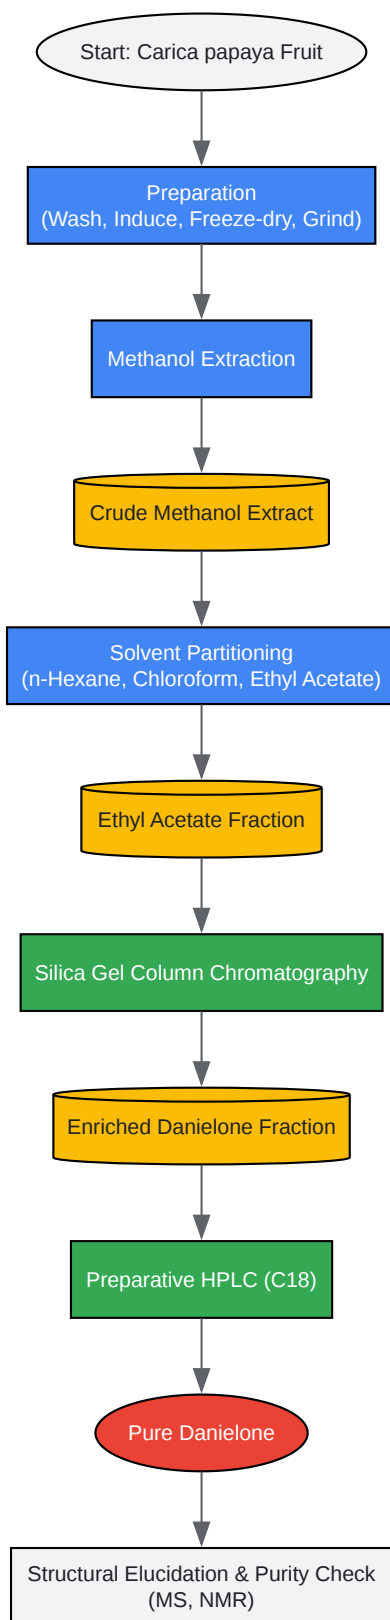 Start: Carica papaya Fruit
Preparation
(Wash, Induce, Freeze-dry, Grind)
Methanol Extraction
Crude Methanol Extract
Solvent Partitioning
(n-Hexane, Chloroform, Ethyl Acetate)
Ethyl Acetate Fraction
Silica Gel Column Chromatography
Enriched Danielone Fraction
Preparative HPLC (C18)
Pure Danielone
Structural Elucidation & Purity Check
(MS, NMR)